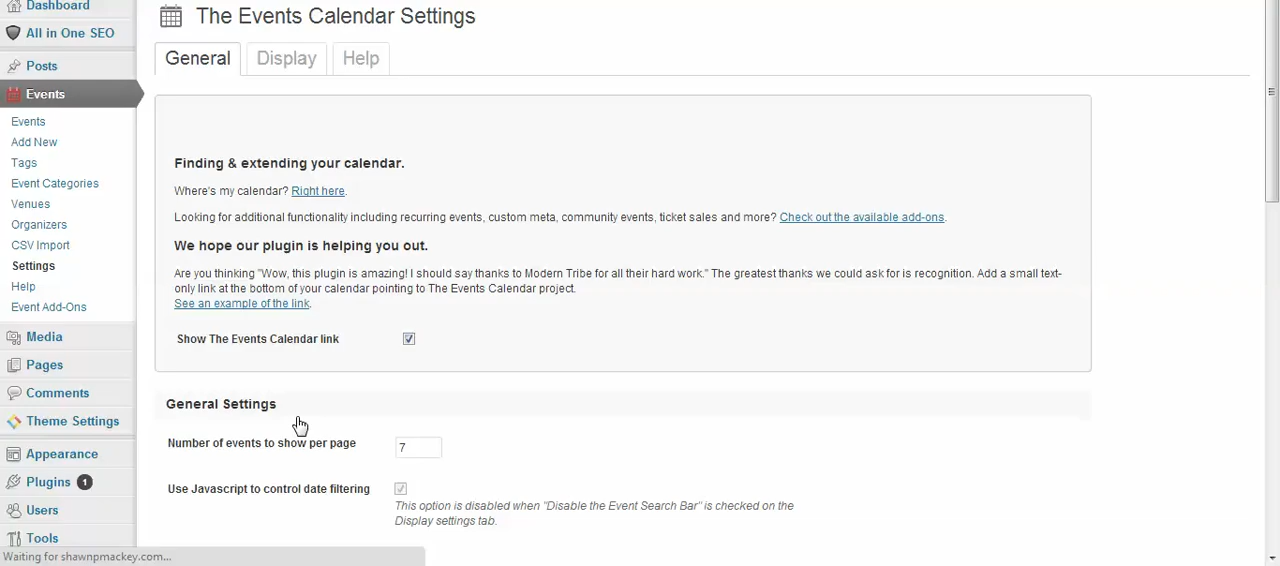 Dashboard
All in One SEO
Posts
Events
Events
Add New
Tags
Event Categories
Venues
Organizers
CSV Import
Settings
Help
Event Add-Ons
Media
Pages
Comments
Theme Settings
Appearance
Plugins 1
Users
Tools
Waiting for shawnpmackey.com...
The Events Calendar Settings
General Display Help
Finding & extending your calendar.
Where's my calendar? Right here.
Looking for additional functionality including recurring events, custom meta, community events, ticket sales and more? Check out the available add-ons.
We hope our plugin is helping you out.
Are you thinking "Wow, this plugin is amazing! I should say thanks to Modern Tribe for all their hard work." The greatest thanks we could ask for is recognition. Add a small text-
only link at the bottom of your calendar pointing to The Events Calendar project.
See an example of the link.
Show The Events Calendar link
General Settings
Number of events to show per page 7
Use Javascript to control date filtering
This option is disabled when "Disable the Event Search Bar" is checked on the
Display settings tab.